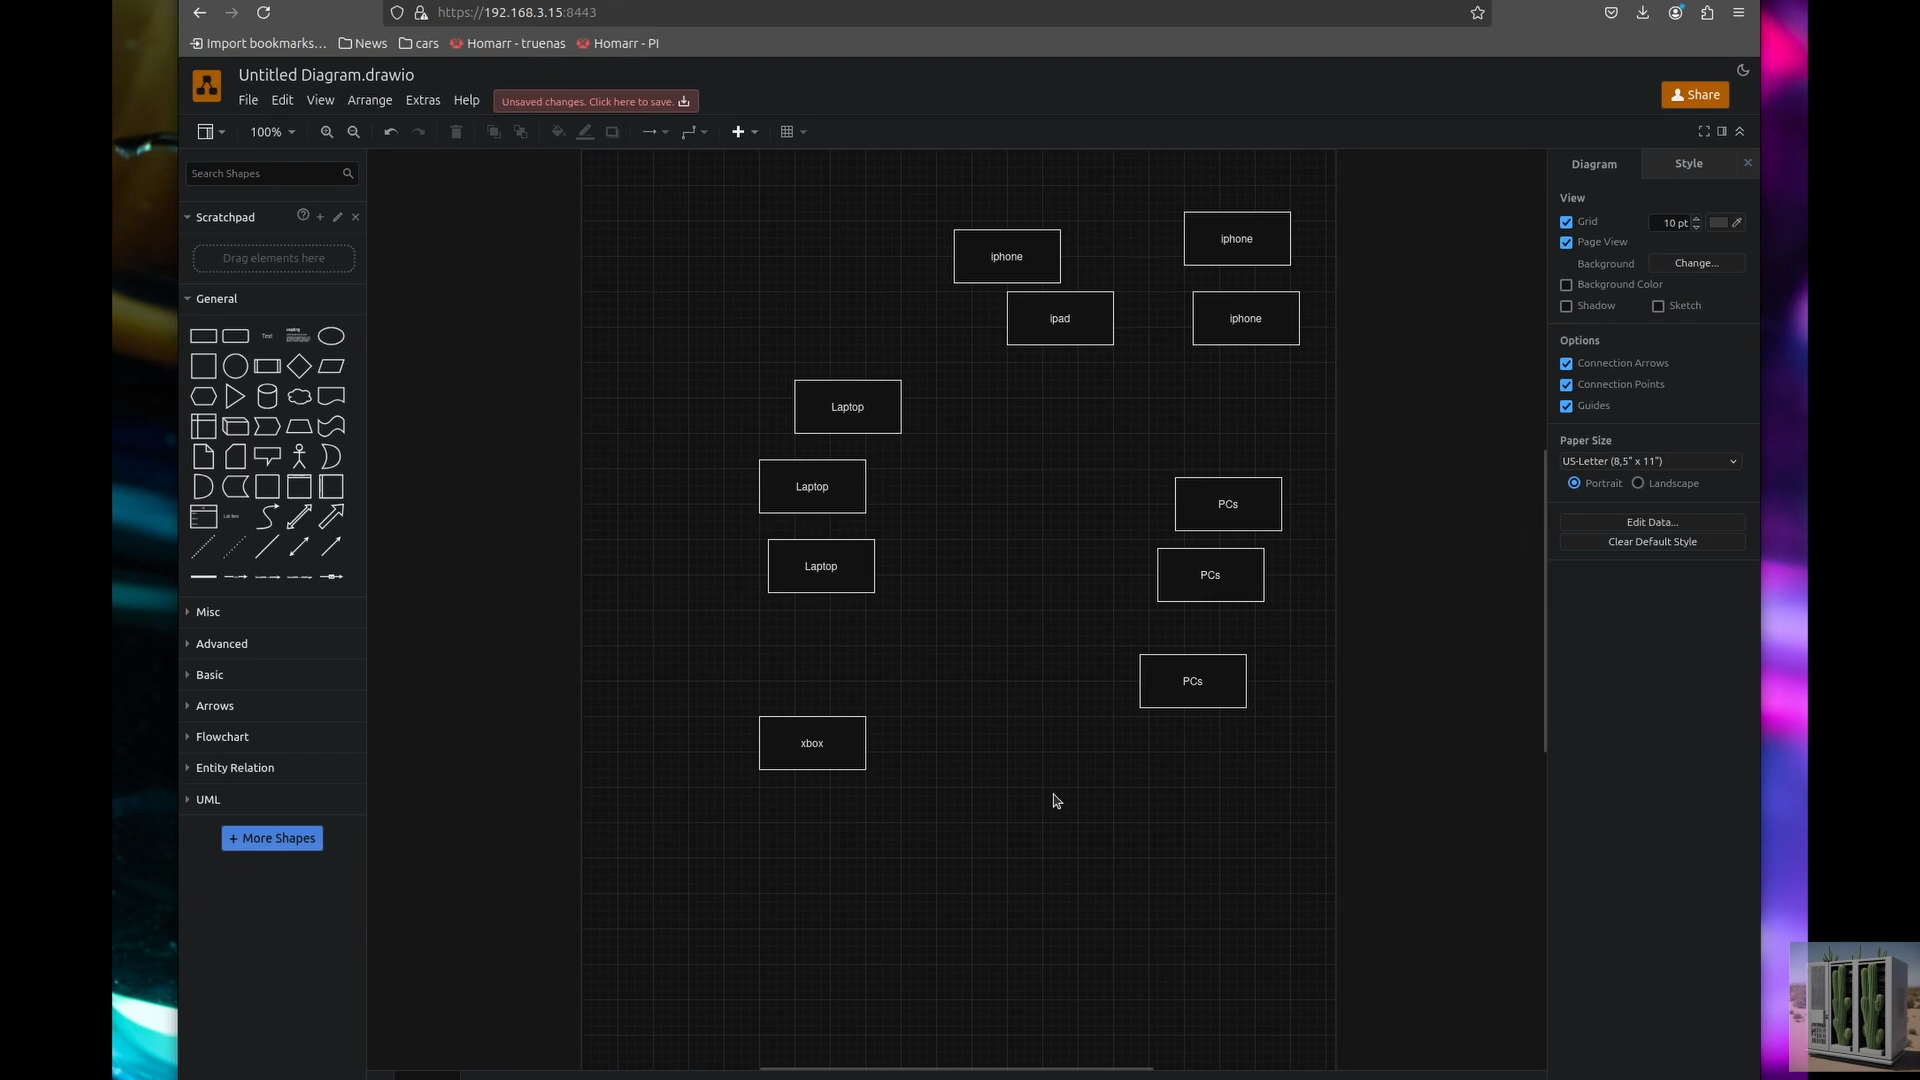 https://192.168.3.15:8443
Import bookmarks...
News
cars
Homarr - truenas
Homarr - PI
Untitled Diagram.drawio
File
Edit
View
Arrange
Extras
Help
Unsaved changes. Click here to save.
Share
100%
Search Shapes
Scratchpad
Drag elements here
General
Text
Heading
List Item
Misc
Advanced
Basic
Arrows
Flowchart
Entity Relation
UML
+ More Shapes
iphone
iphone
ipad
iphone
Laptop
Laptop
PCs
Laptop
PCs
PCs
xbox
Diagram
Style
View
Grid
10 pt
Page View
Background
Change...
Background Color
Shadow
Sketch
Options
Connection Arrows
Connection Points
Guides
Paper Size
US-Letter (8,5" x 11")
Portrait
Landscape
Edit Data...
Clear Default Style